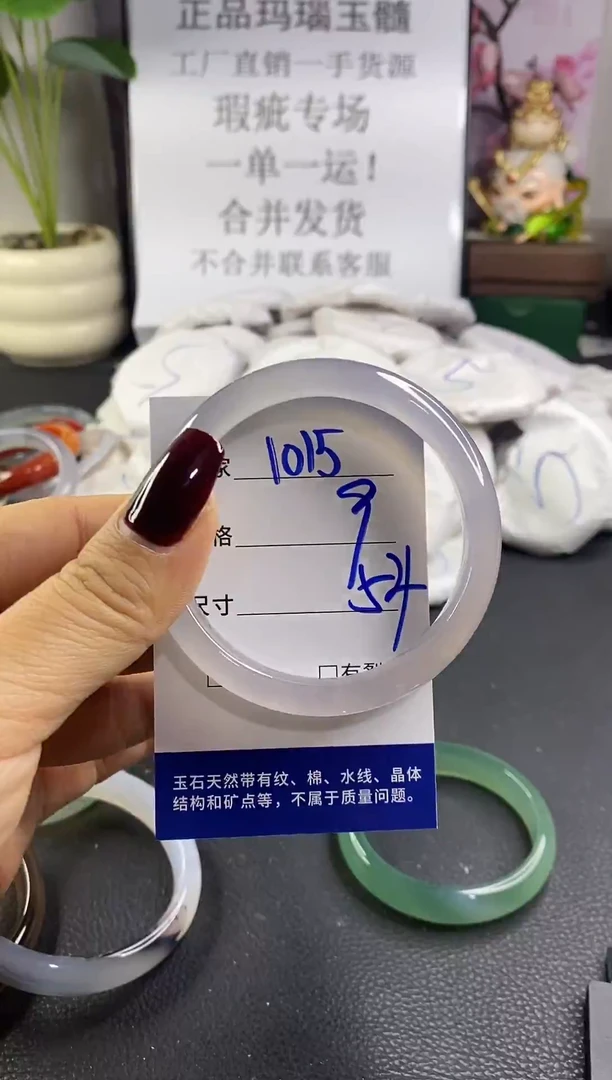 正品玛瑙玉髓
工厂直销一手货源
瑕疵专场
一单一运!
合并发货
不合并联系客服
家 1015
格 9
尺寸 54
□有裂
玉石天然带有纹、棉、水线、晶体
结构和矿点等，不属于质量问题。
5